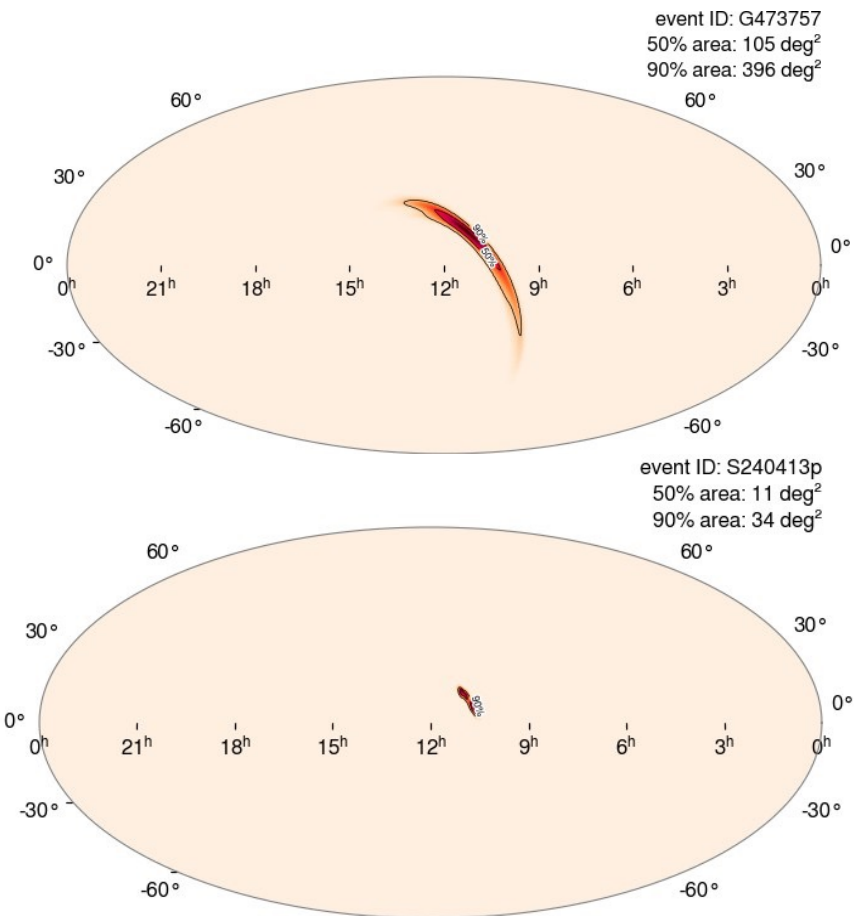 event ID: G473757
50% area: 105 deg²
90% area: 396 deg²
60° 60°
30° 30°
90%
50%
0° 0°
0ʰ 21ʰ 18ʰ 15ʰ 12ʰ 9ʰ 6ʰ 3ʰ 0ʰ
-30° -30°
-60° -60°
event ID: S240413p
50% area: 11 deg²
90% area: 34 deg²
60° 60°
30° 30°
90%
0° 0°
0ʰ 21ʰ 18ʰ 15ʰ 12ʰ 9ʰ 6ʰ 3ʰ 0ʰ
-30° -30°
-60° -60°